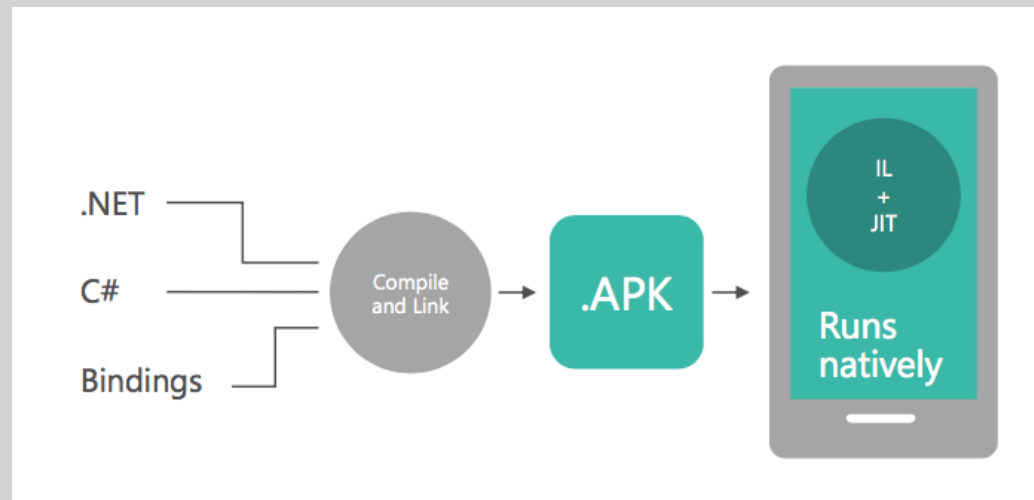 .NET
C#
Bindings
Compile
and Link
.APK
IL
+
JIT
Runs
natively